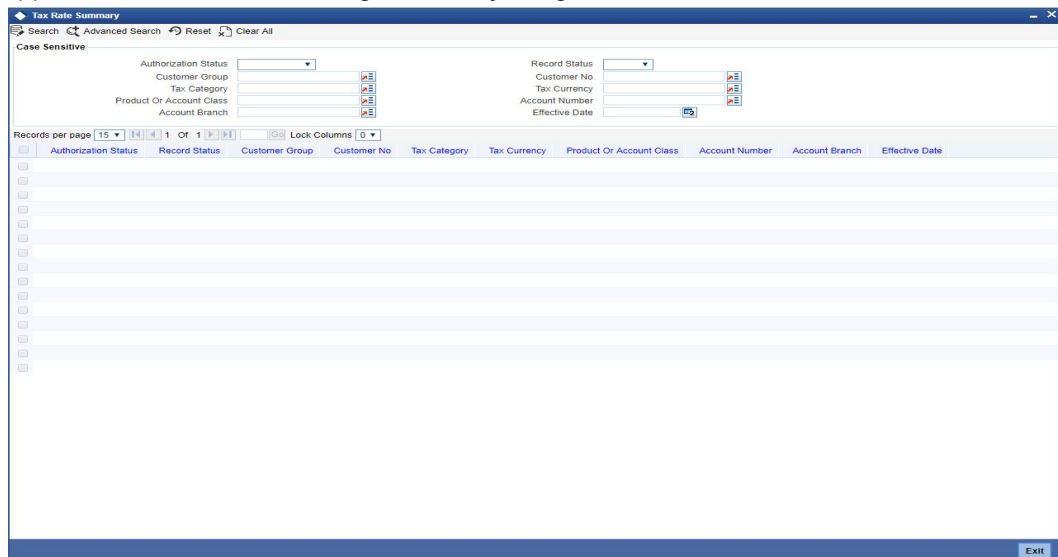 Tax Rate Summary
Search Advanced Search Reset Clear All
Case Sensitive
Authorization Status Record Status
Customer Group Customer No
Tax Category Tax Currency
Product Or Account Class Account Number
Account Branch Effective Date
Records per page 15 1 Of 1 Go Lock Columns 0
Authorization Status Record Status Customer Group Customer No Tax Category Tax Currency Product Or Account Class Account Number Account Branch Effective Date
Exit